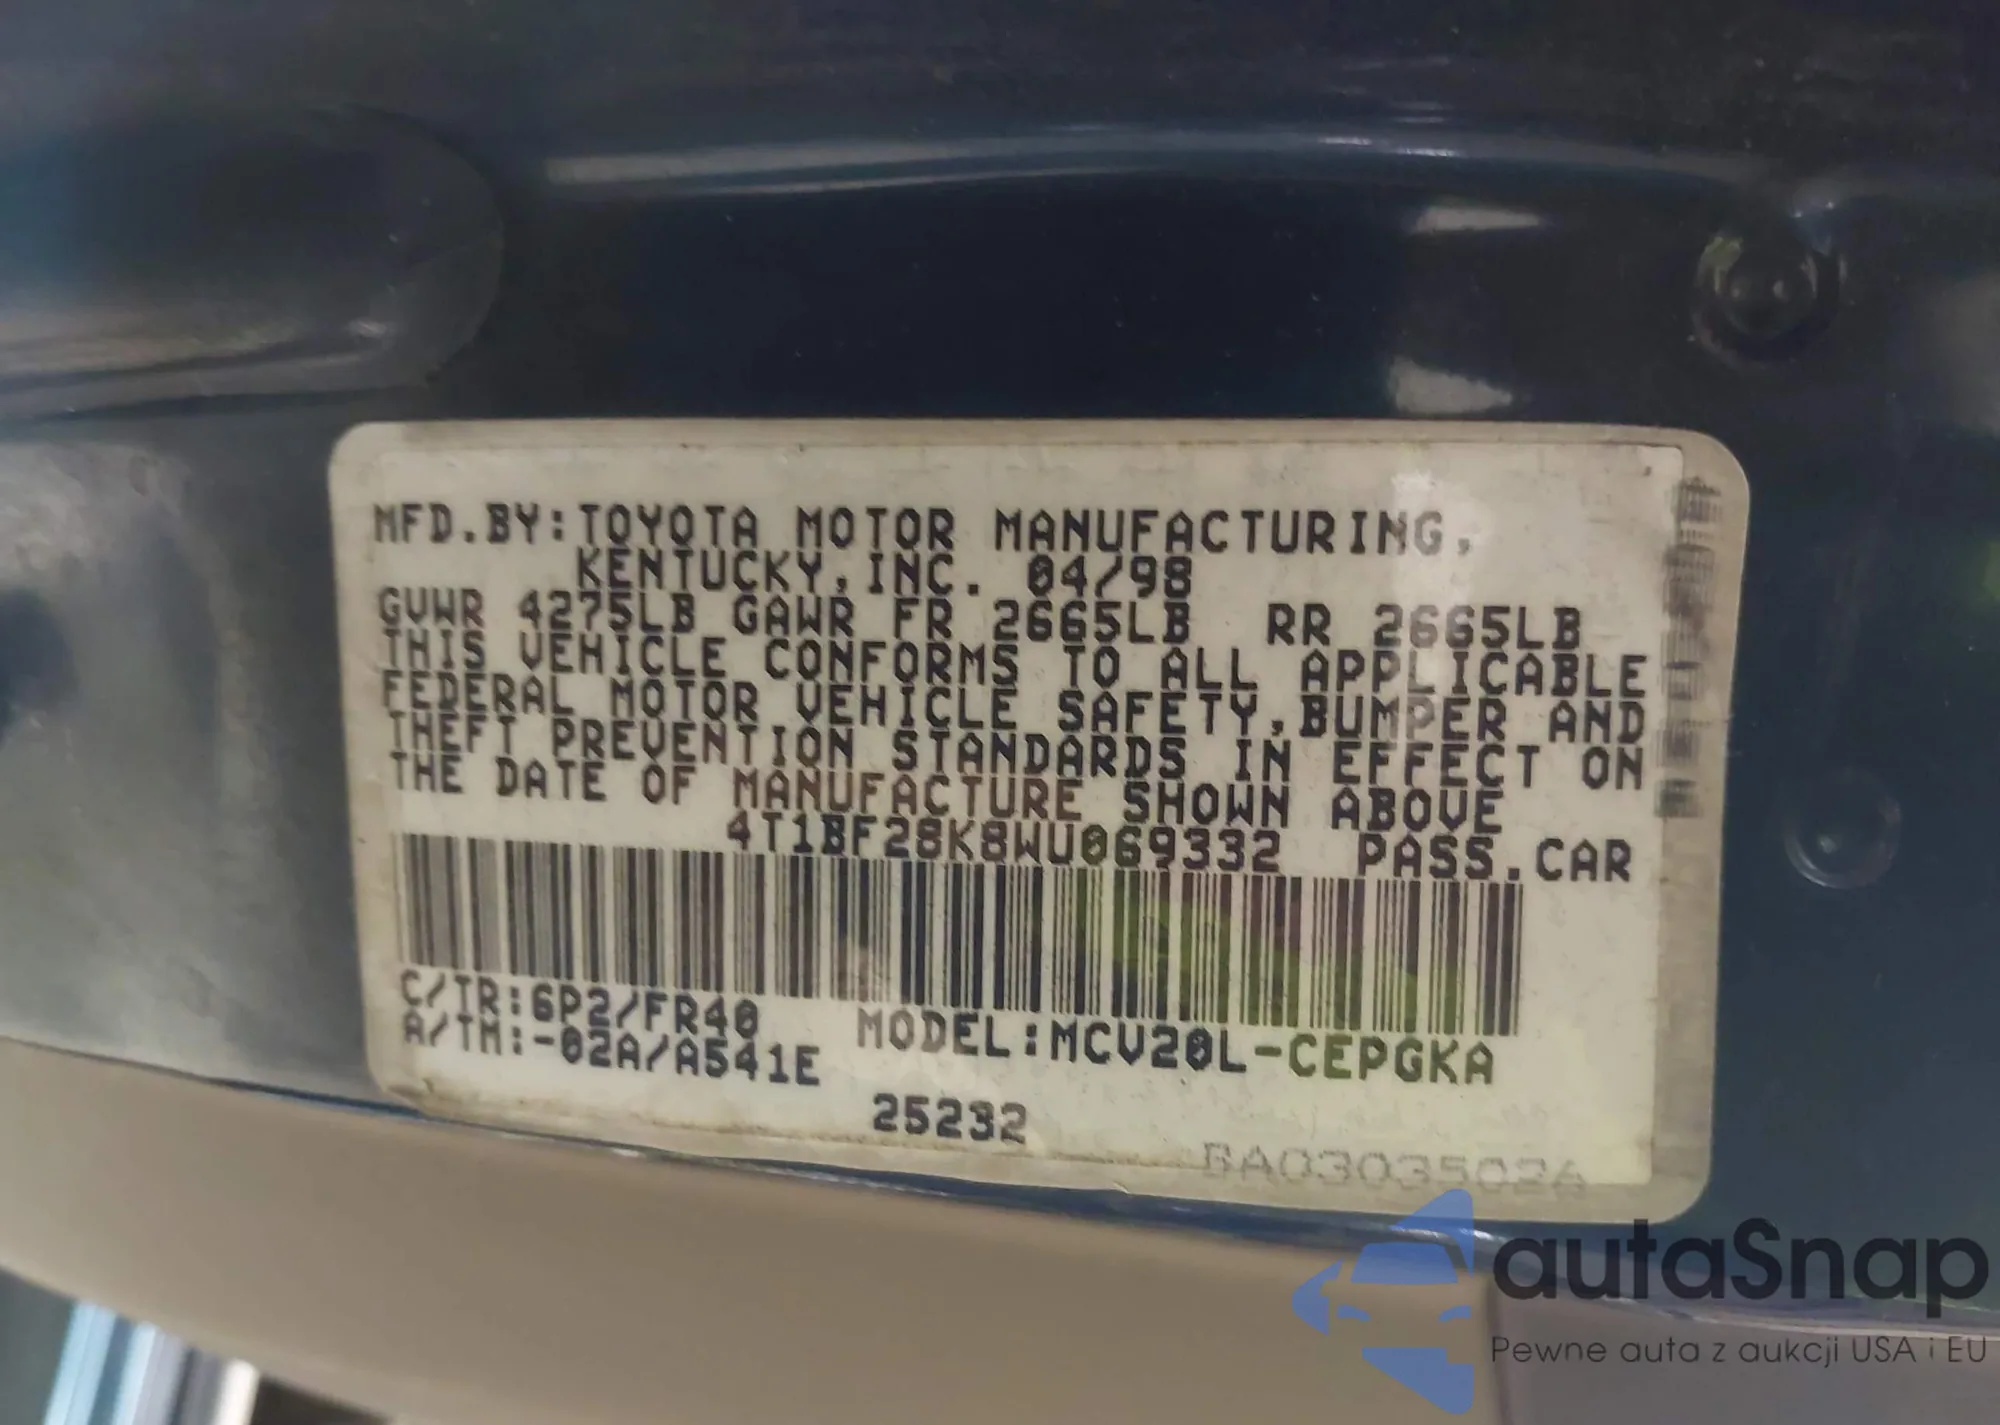 MFD.BY:TOYOTA MOTOR MANUFACTURING,
KENTUCKY,INC. 04/98
GVWR 4275LB GAWR FR 2665LB RR 2665LB
THIS VEHICLE CONFORMS TO ALL APPLICABLE
FEDERAL MOTOR VEHICLE SAFETY,BUMPER AND
THEFT PREVENTION STANDARDS IN EFFECT ON
THE DATE OF MANUFACTURE SHOWN ABOVE
4T1BF28K8WU069332 PASS.CAR
C/TR:6P2/FR40
A/TM:-02A/A541E
MODEL:MCV20L-CEPGKA
25232
BA03035026
autaSnap
Pewne auta z aukcji USA i EU